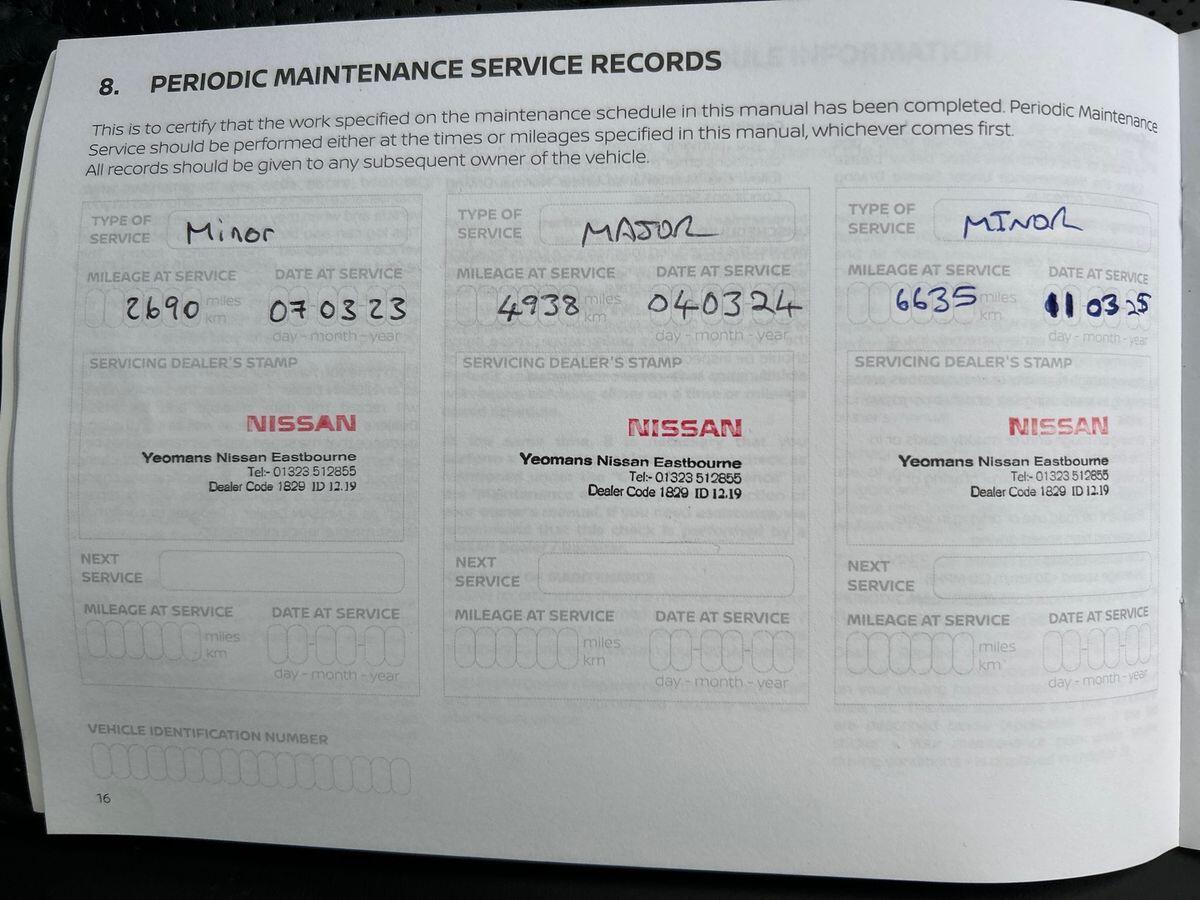 8. PERIODIC MAINTENANCE SERVICE RECORDS
This is to certify that the work specified on the maintenance schedule in this manual has been completed. Periodic Maintenance
Service should be performed either at the times or mileages specified in this manual, whichever comes first.
All records should be given to any subsequent owner of the vehicle.
TYPE OF
SERVICE
Minor
MILEAGE AT SERVICE
DATE AT SERVICE
2690
miles
km
07 03 23
day - month - year
SERVICING DEALER'S STAMP
NISSAN
Yeomans Nissan Eastbourne
Tel:- 01323 512855
Dealer Code 1829 ID 12.19
NEXT
SERVICE
MILEAGE AT SERVICE
DATE AT SERVICE
miles
km
day - month - year
TYPE OF
SERVICE
MAJOR
MILEAGE AT SERVICE
DATE AT SERVICE
4938
miles
km
04 03 24
day - month - year
SERVICING DEALER'S STAMP
NISSAN
Yeomans Nissan Eastbourne
Tel:- 01323 512855
Dealer Code 1829 ID 12.19
NEXT
SERVICE
MILEAGE AT SERVICE
DATE AT SERVICE
miles
km
day - month - year
TYPE OF
SERVICE
MINOR
MILEAGE AT SERVICE
DATE AT SERVICE
6635
miles
km
11 03 25
day - month - year
SERVICING DEALER'S STAMP
NISSAN
Yeomans Nissan Eastbourne
Tel:- 01323 512855
Dealer Code 1829 ID 12.19
NEXT
SERVICE
MILEAGE AT SERVICE
DATE AT SERVICE
miles
km
day - month - year
VEHICLE IDENTIFICATION NUMBER
16